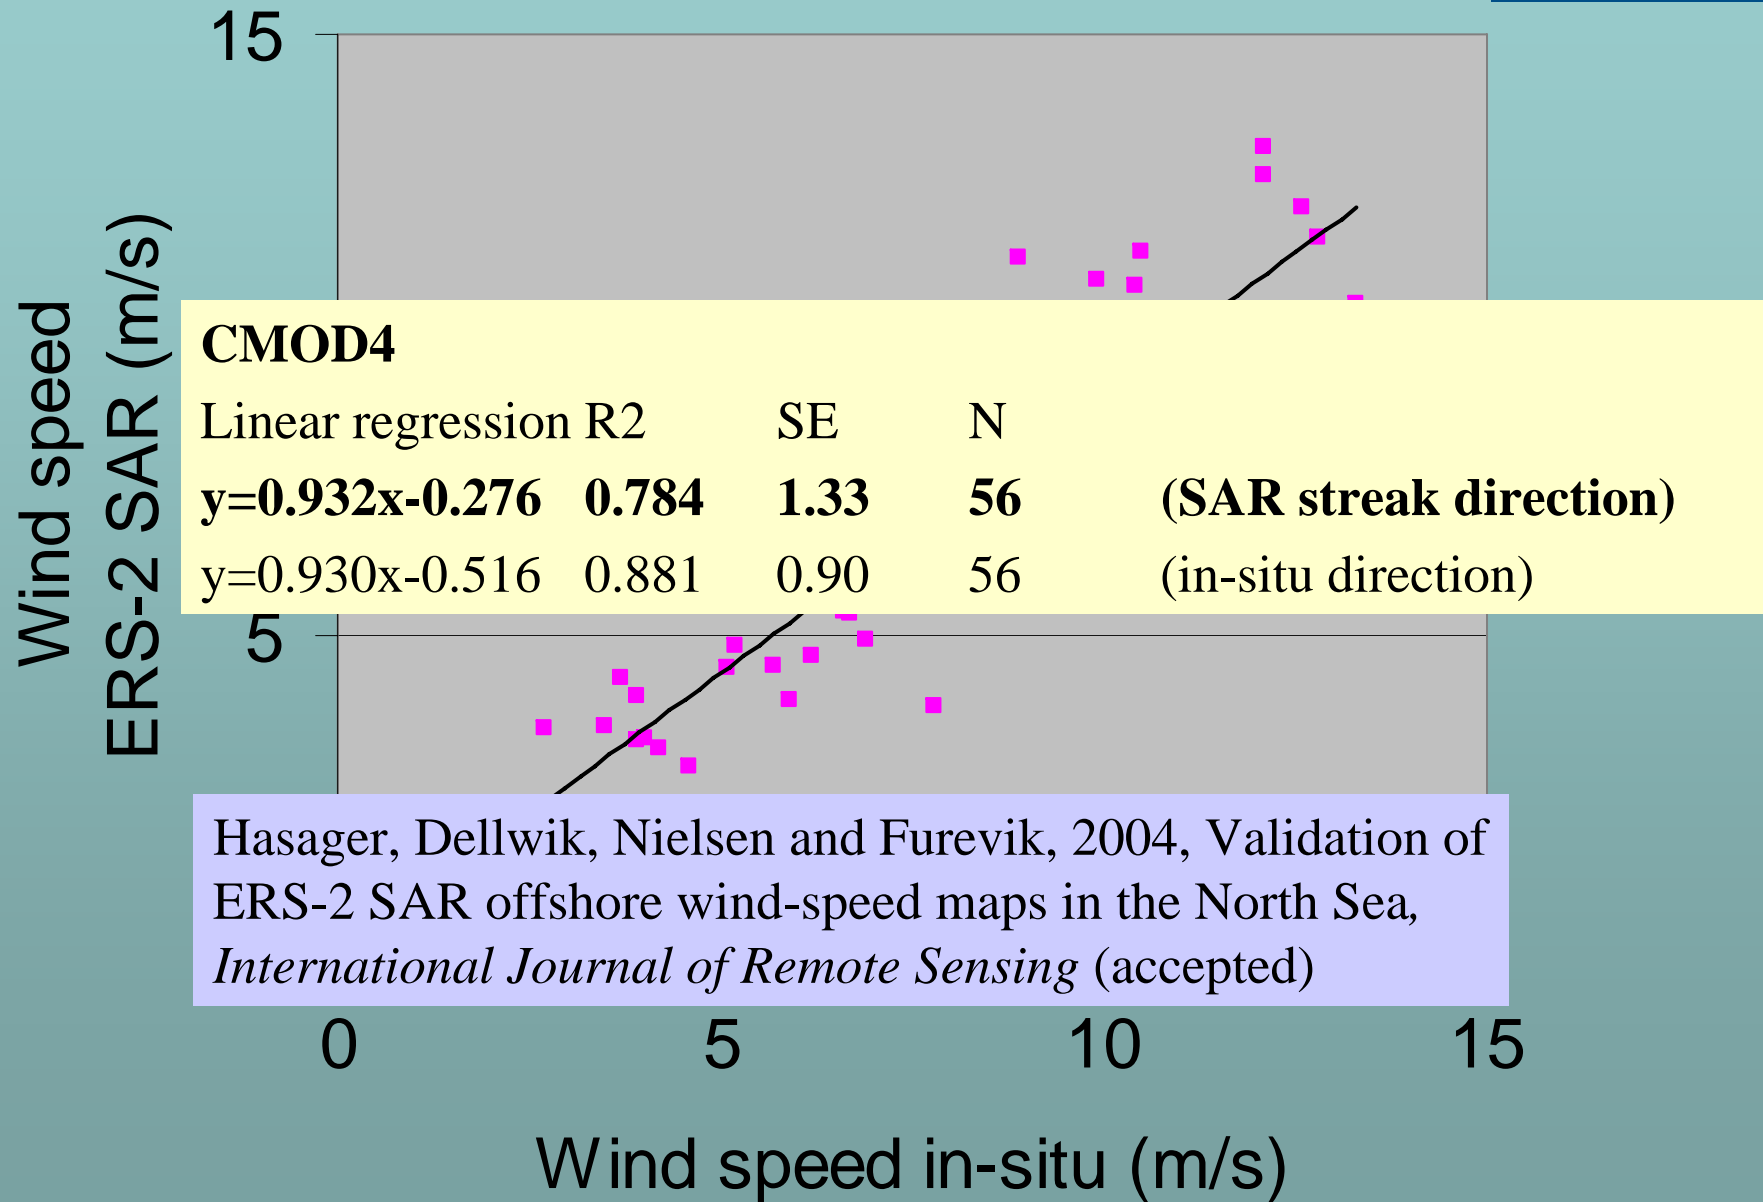 15
5
Wind speed
ERS-2 SAR (m/s)
CMOD4
Linear regression R2 SE N
y=0.932x-0.276 0.784 1.33 56 (SAR streak direction)
y=0.930x-0.516 0.881 0.90 56 (in-situ direction)
Hasager, Dellwik, Nielsen and Furevik, 2004, Validation of
ERS-2 SAR offshore wind-speed maps in the North Sea,
International Journal of Remote Sensing (accepted)
0 5 10 15
Wind speed in-situ (m/s)